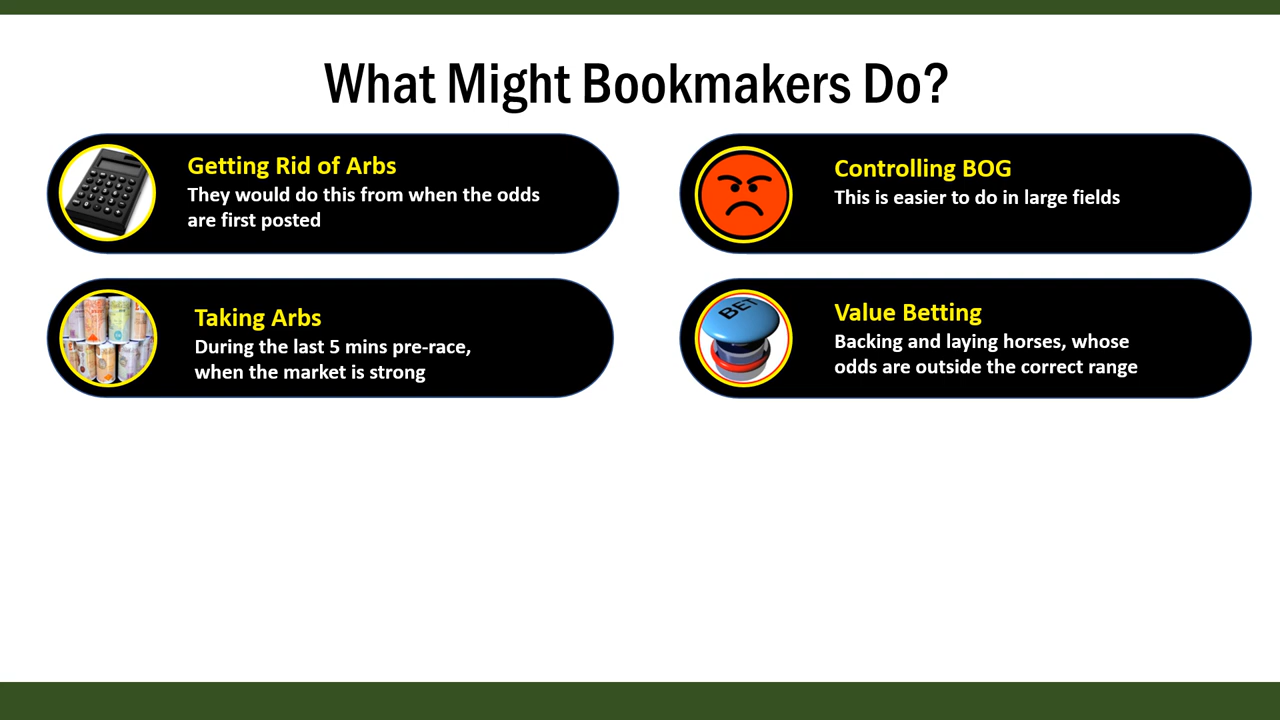 What Might Bookmakers Do?
Getting Rid of Arbs
They would do this from when the odds
are first posted
Controlling BOG
This is easier to do in large fields
Taking Arbs
During the last 5 mins pre-race,
when the market is strong
BET
Value Betting
Backing and laying horses, whose
odds are outside the correct range